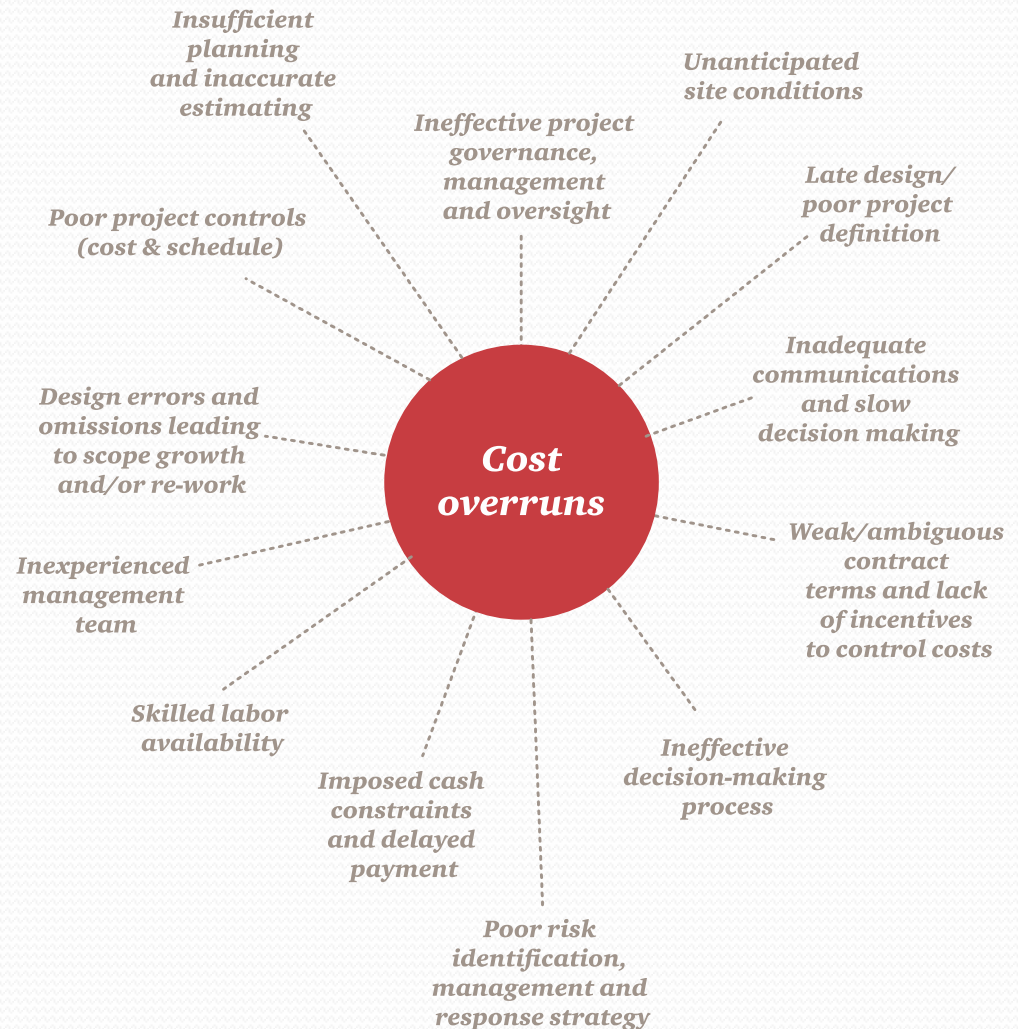 Insufficient
planning
and inaccurate
estimating
Ineffective project
governance,
management
and oversight
Unanticipated
site conditions
Late design/
poor project
definition
Poor project controls
(cost & schedule)
Inadequate
communications
and slow
decision making
Design errors and
omissions leading
to scope growth
and/or re-work
Cost
overruns
Weak/ambiguous
contract
terms and lack
of incentives
to control costs
Inexperienced
management
team
Skilled labor
availability
Ineffective
decision-making
process
Imposed cash
constraints
and delayed
payment
Poor risk
identification,
management and
response strategy